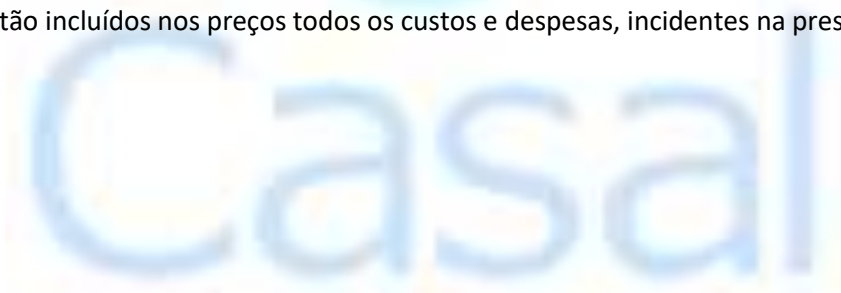 tão incluídos nos preços todos os custos e despesas, incidentes na pres
Casal